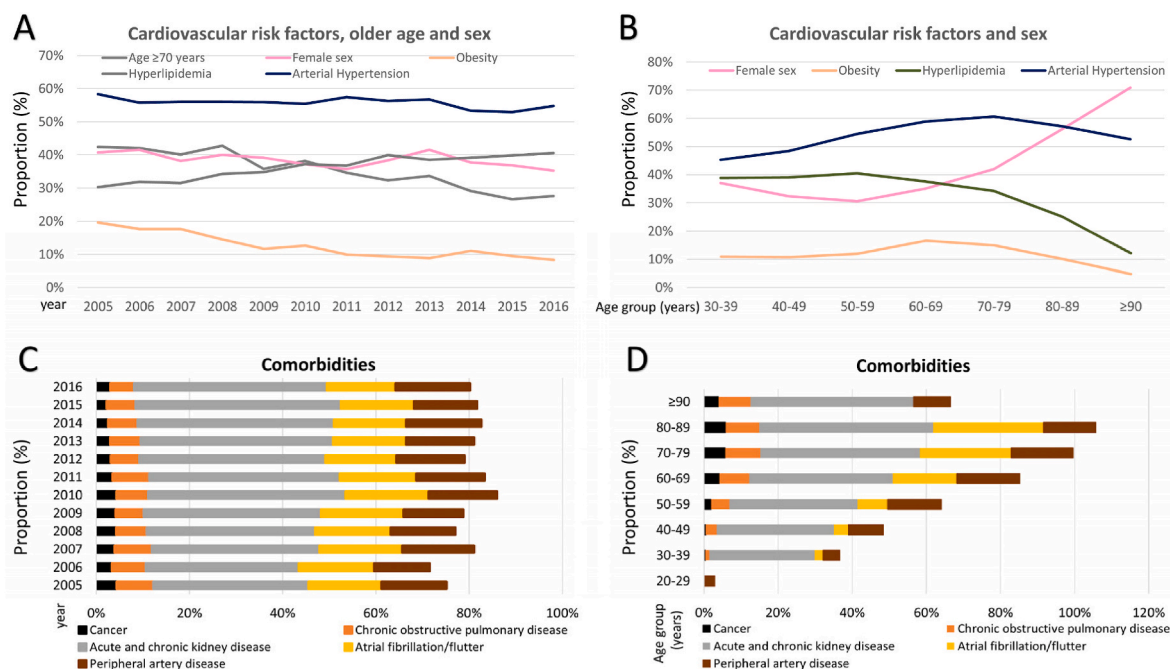 A
Cardiovascular risk factors, older age and sex
Age ≥70 years
Female sex
Obesity
Hyperlipidemia
Arterial Hypertension
Proportion (%)
70%
60%
50%
40%
30%
20%
10%
0%
year
2005 2006 2007 2008 2009 2010 2011 2012 2013 2014 2015 2016
B
Cardiovascular risk factors and sex
Female sex
Obesity
Hyperlipidemia
Arterial Hypertension
Proportion (%)
80%
70%
60%
50%
40%
30%
20%
10%
0%
Age group (years)
30-39 40-49 50-59 60-69 70-79 80-89 ≥90
C
Comorbidities
Proportion (%)
2016
2015
2014
2013
2012
2011
2010
2009
2008
2007
2006
2005
year
0% 20% 40% 60% 80% 100%
Cancer
Chronic obstructive pulmonary disease
Acute and chronic kidney disease
Atrial fibrillation/flutter
Peripheral artery disease
D
Comorbidities
Proportion (%)
≥90
80-89
70-79
60-69
50-59
40-49
30-39
20-29
Age group
(years)
0% 20% 40% 60% 80% 100% 120%
Cancer
Chronic obstructive pulmonary disease
Acute and chronic kidney disease
Atrial fibrillation/flutter
Peripheral artery disease